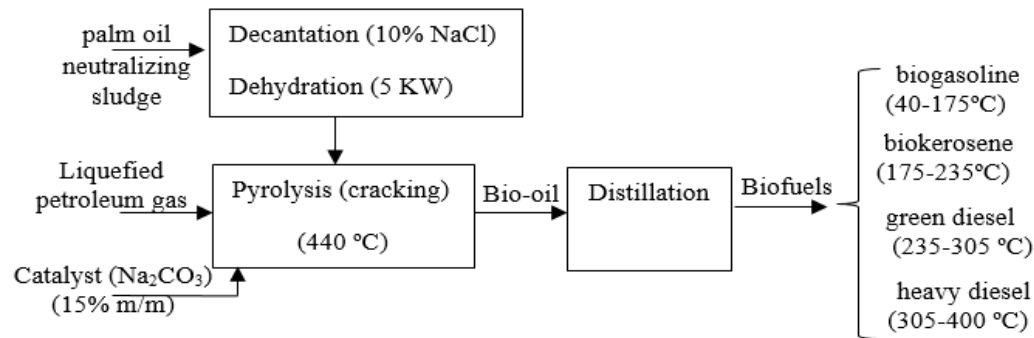 palm oil
neutralizing
sludge
Decantation (10% NaCl)
Dehydration (5 KW)
Liquefied
petroleum gas
Catalyst (Na₂CO₃)
(15% m/m)
Pyrolysis (cracking)
(440 ºC)
Bio-oil
Distillation
Biofuels
biogasoline
(40-175ºC)
biokerosene
(175-235ºC)
green diesel
(235-305 ºC)
heavy diesel
(305-400 ºC)